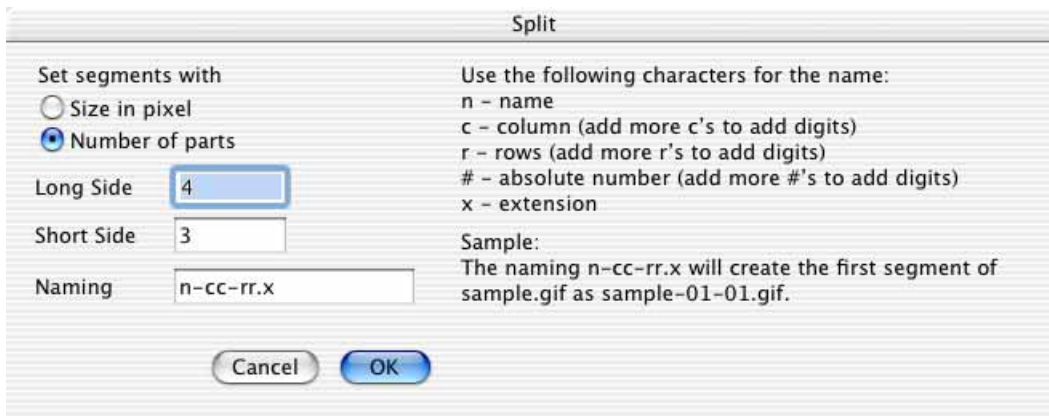 Split
Set segments with
Size in pixel
Number of parts
Long Side 4
Short Side 3
Naming n-cc-rr.x
Cancel OK
Use the following characters for the name:
n – name
c – column (add more c's to add digits)
r – rows (add more r's to add digits)
# – absolute number (add more #'s to add digits)
x – extension
Sample:
The naming n-cc-rr.x will create the first segment of
sample.gif as sample-01-01.gif.